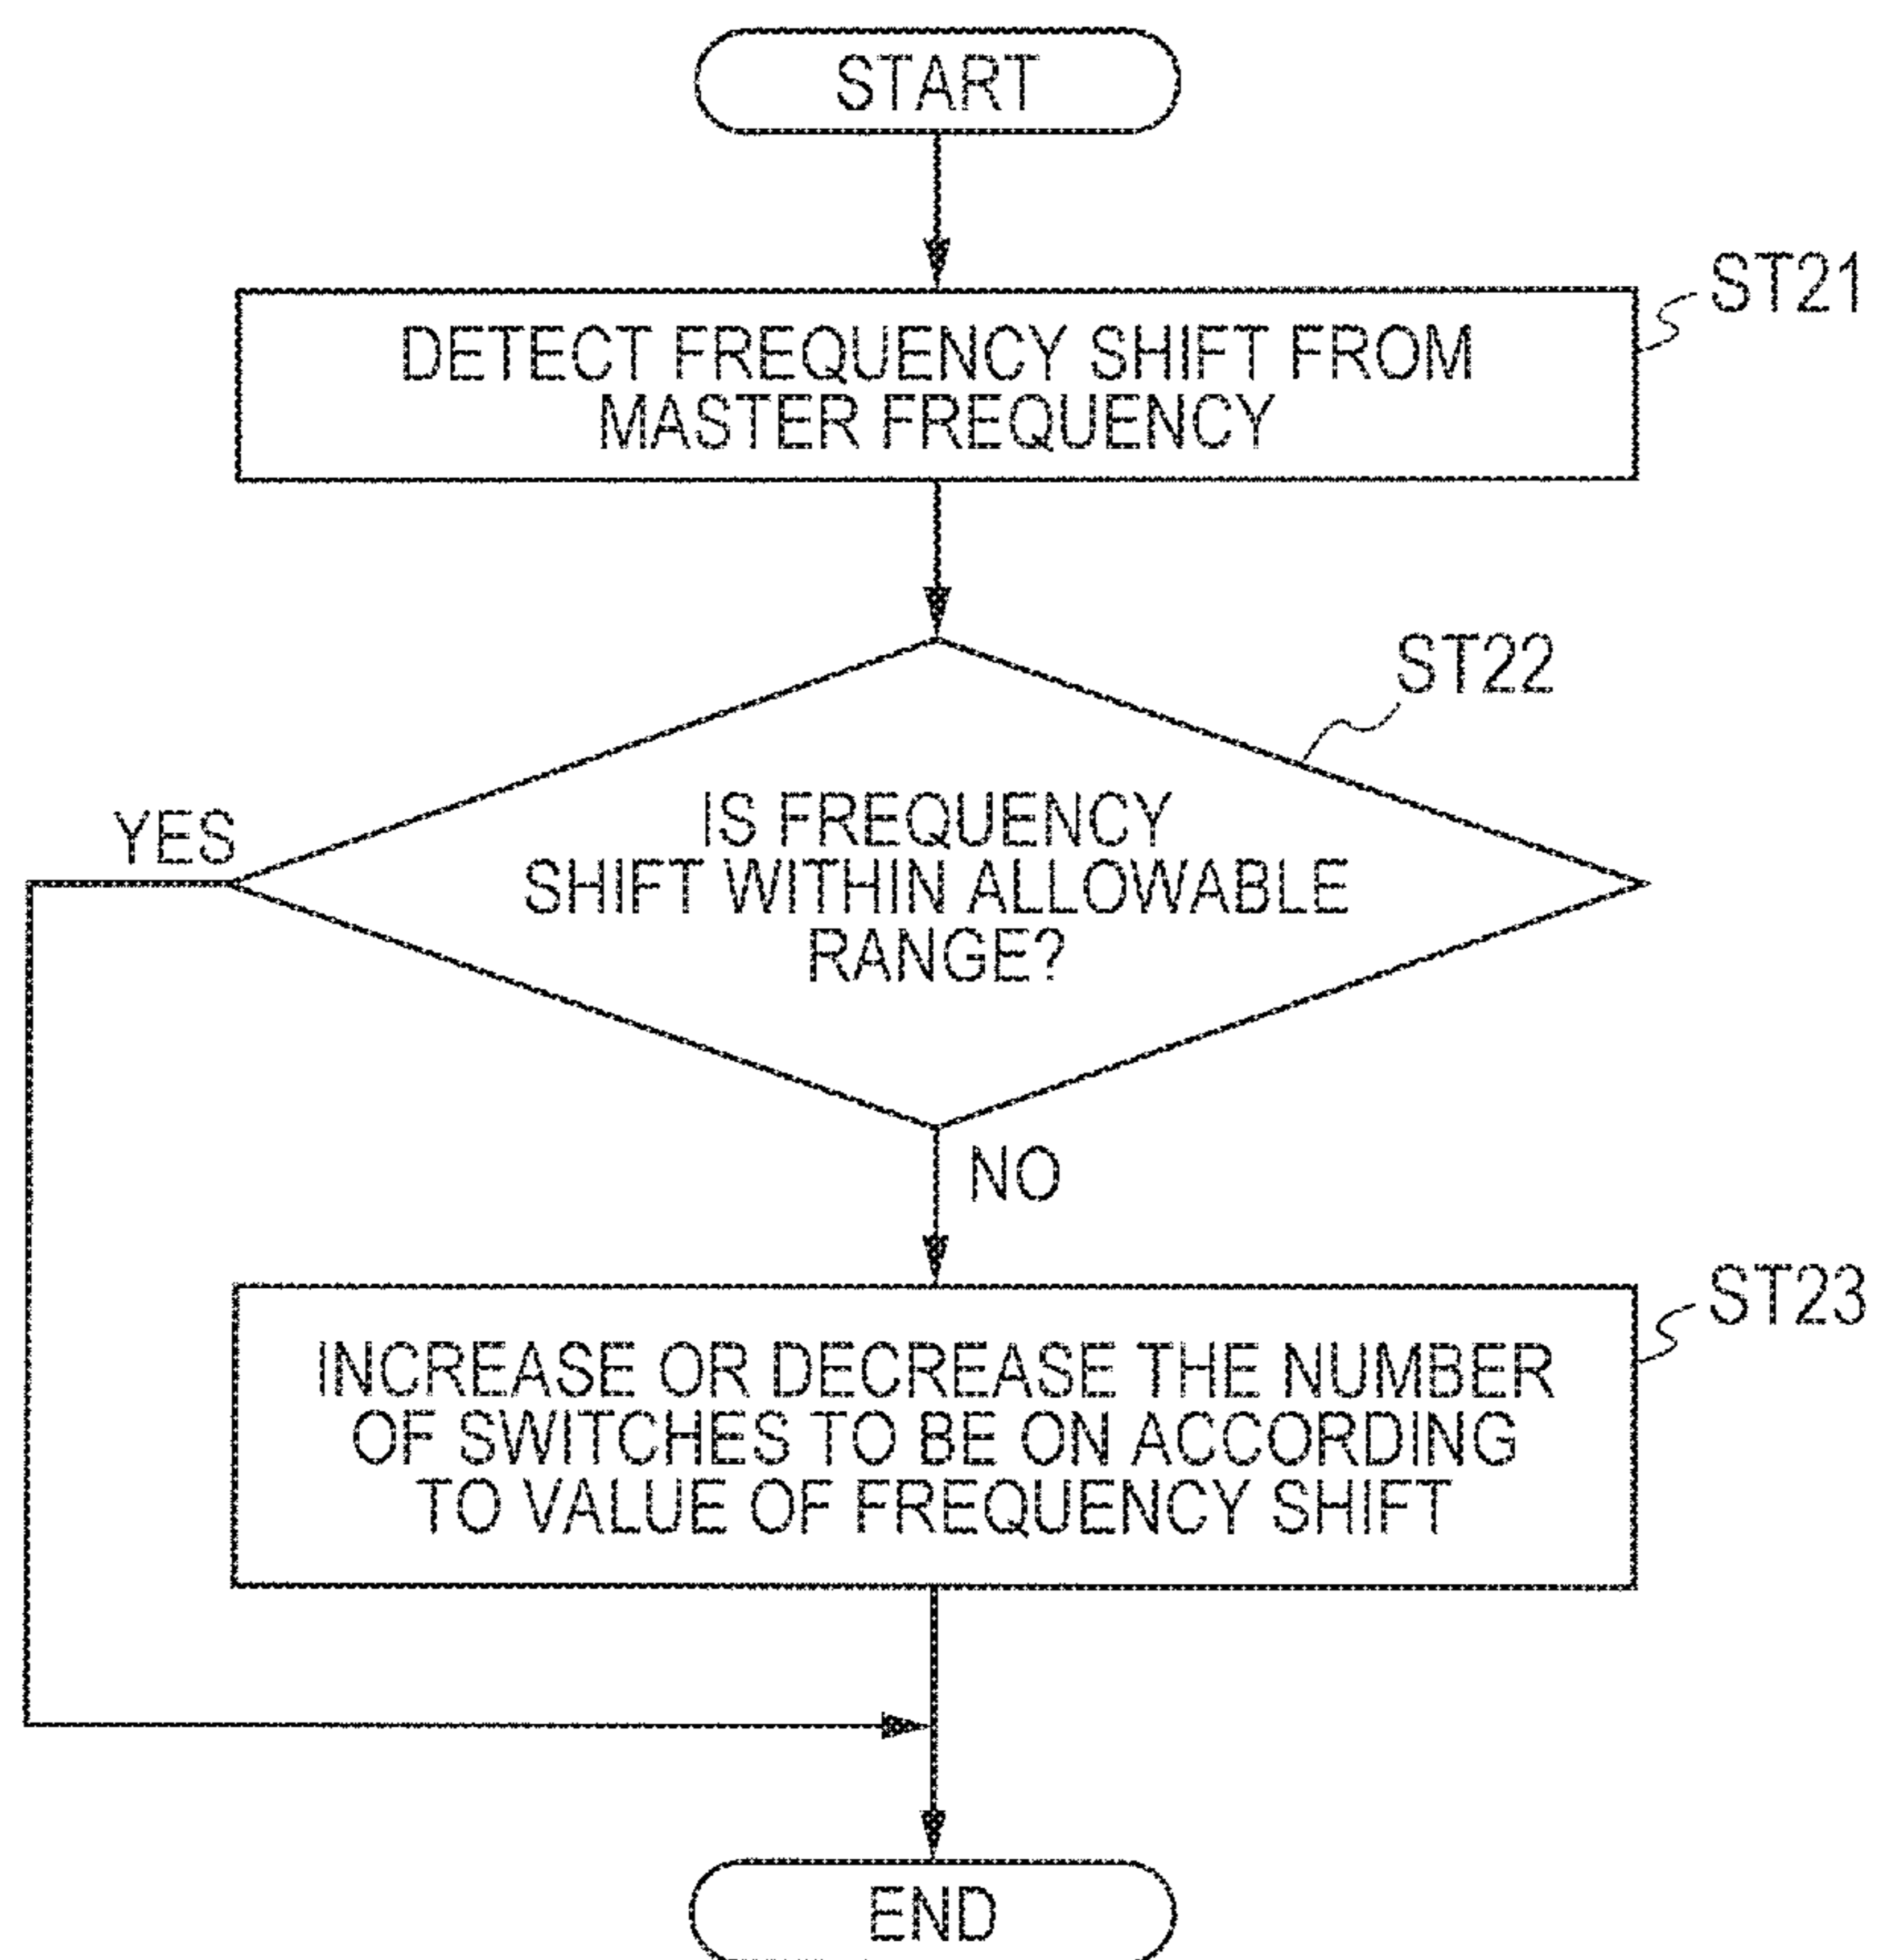 START
ST21
DETECT FREQUENCY SHIFT FROM
MASTER FREQUENCY
ST22
YES
IS FREQUENCY
SHIFT WITHIN ALLOWABLE
RANGE?
NO
ST23
INCREASE OR DECREASE THE NUMBER
OF SWITCHES TO BE ON ACCORDING
TO VALUE OF FREQUENCY SHIFT
END